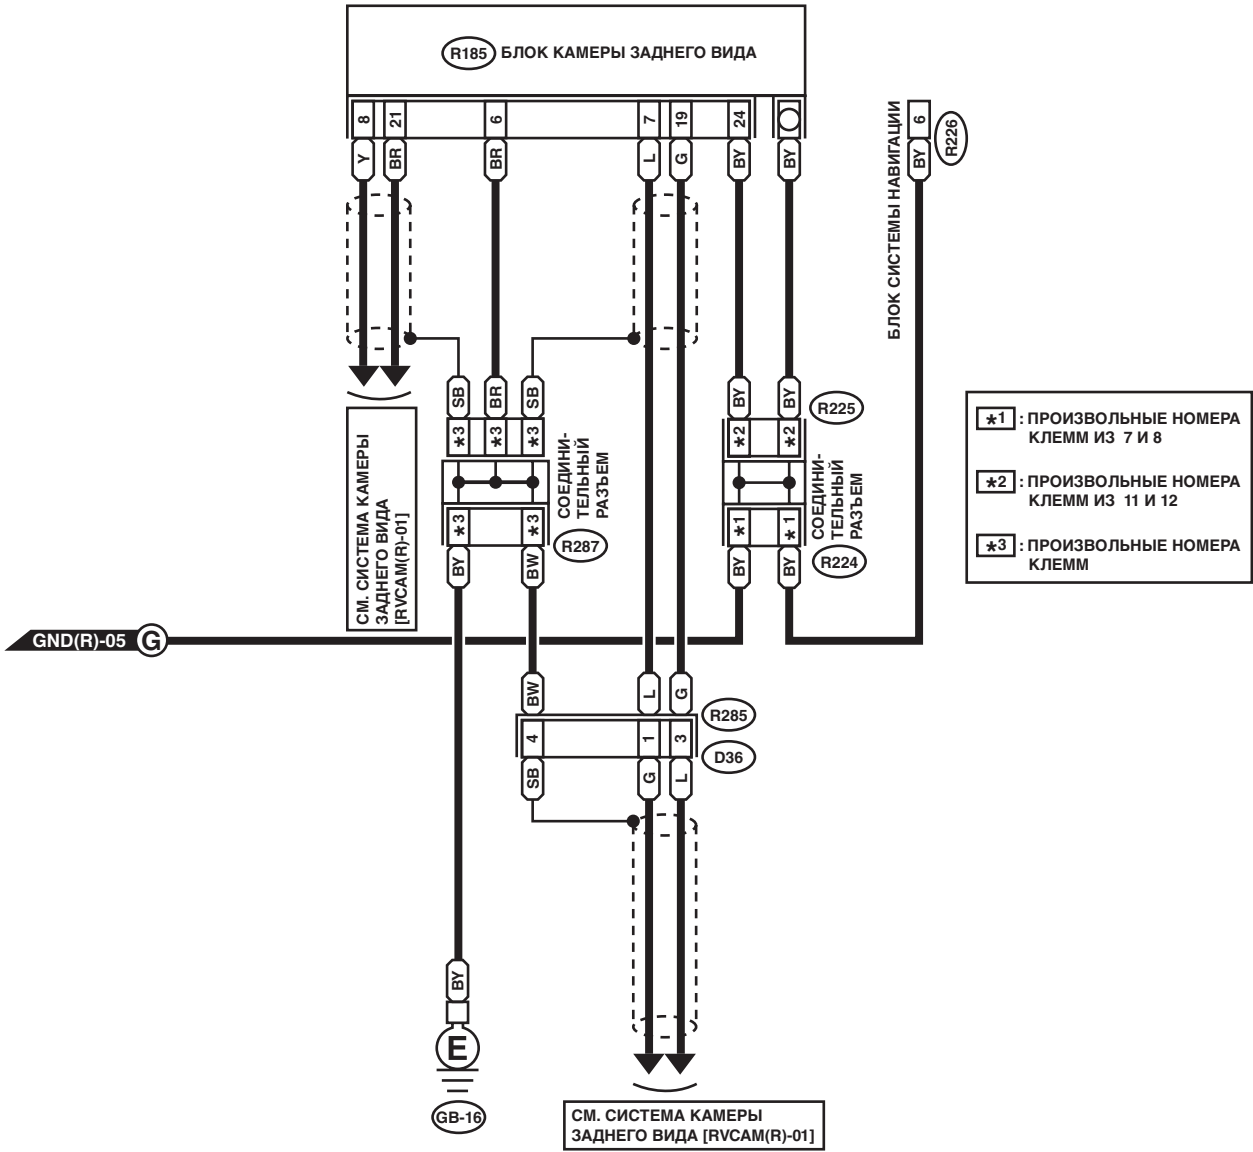 R185 БЛОК КАМЕРЫ ЗАДНЕГО ВИДА
8 21 6 7 19 24 6
Y BR BR L G BY BY BY
R226
БЛОК СИСТЕМЫ НАВИГАЦИИ
SB BR SB BY BY
R225
*3 *3 *3 *2 *2
СОЕДИНИ-
ТЕЛЬНЫЙ
РАЗЪЕМ
R287
СОЕДИНИ-
ТЕЛЬНЫЙ
РАЗЪЕМ
R224
*3 *3 *1 *1
BY BW BY BY
СМ. СИСТЕМА КАМЕРЫ
ЗАДНЕГО ВИДА
[RVCAM(R)-01]
*1 : ПРОИЗВОЛЬНЫЕ НОМЕРА
КЛЕММ ИЗ 7 И 8
*2 : ПРОИЗВОЛЬНЫЕ НОМЕРА
КЛЕММ ИЗ 11 И 12
*3 : ПРОИЗВОЛЬНЫЕ НОМЕРА
КЛЕММ
GND(R)-05 G
BW L G
R285
4 1 3
D36
SB G L
BY
E
GB-16
СМ. СИСТЕМА КАМЕРЫ
ЗАДНЕГО ВИДА [RVCAM(R)-01]